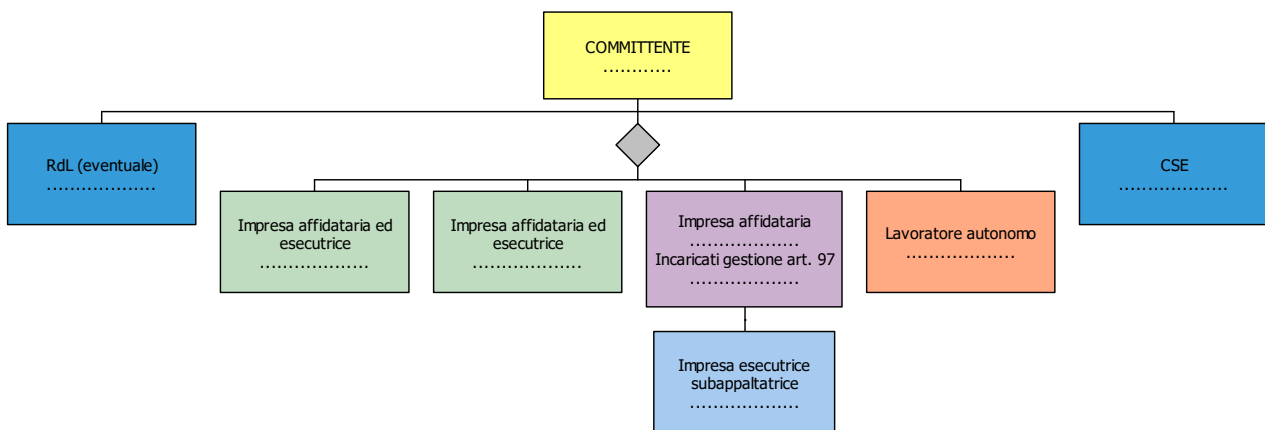 COMMITTENTE
............
RdL (eventuale)
...................
CSE
...................
Impresa affidataria ed
esecutrice
...................
Impresa affidataria ed
esecutrice
...................
Impresa affidataria
...................
Incaricati gestione art. 97
...................
Lavoratore autonomo
...................
Impresa esecutrice
subappaltatrice
...................